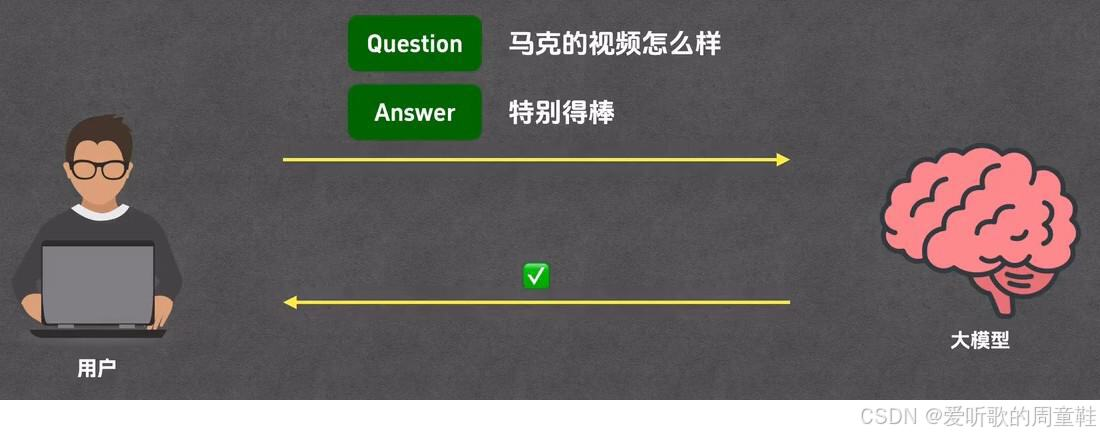 Question 马克的视频怎么样
Answer 特别得棒
用户
大模型
CSDN @爱听歌的周童鞋